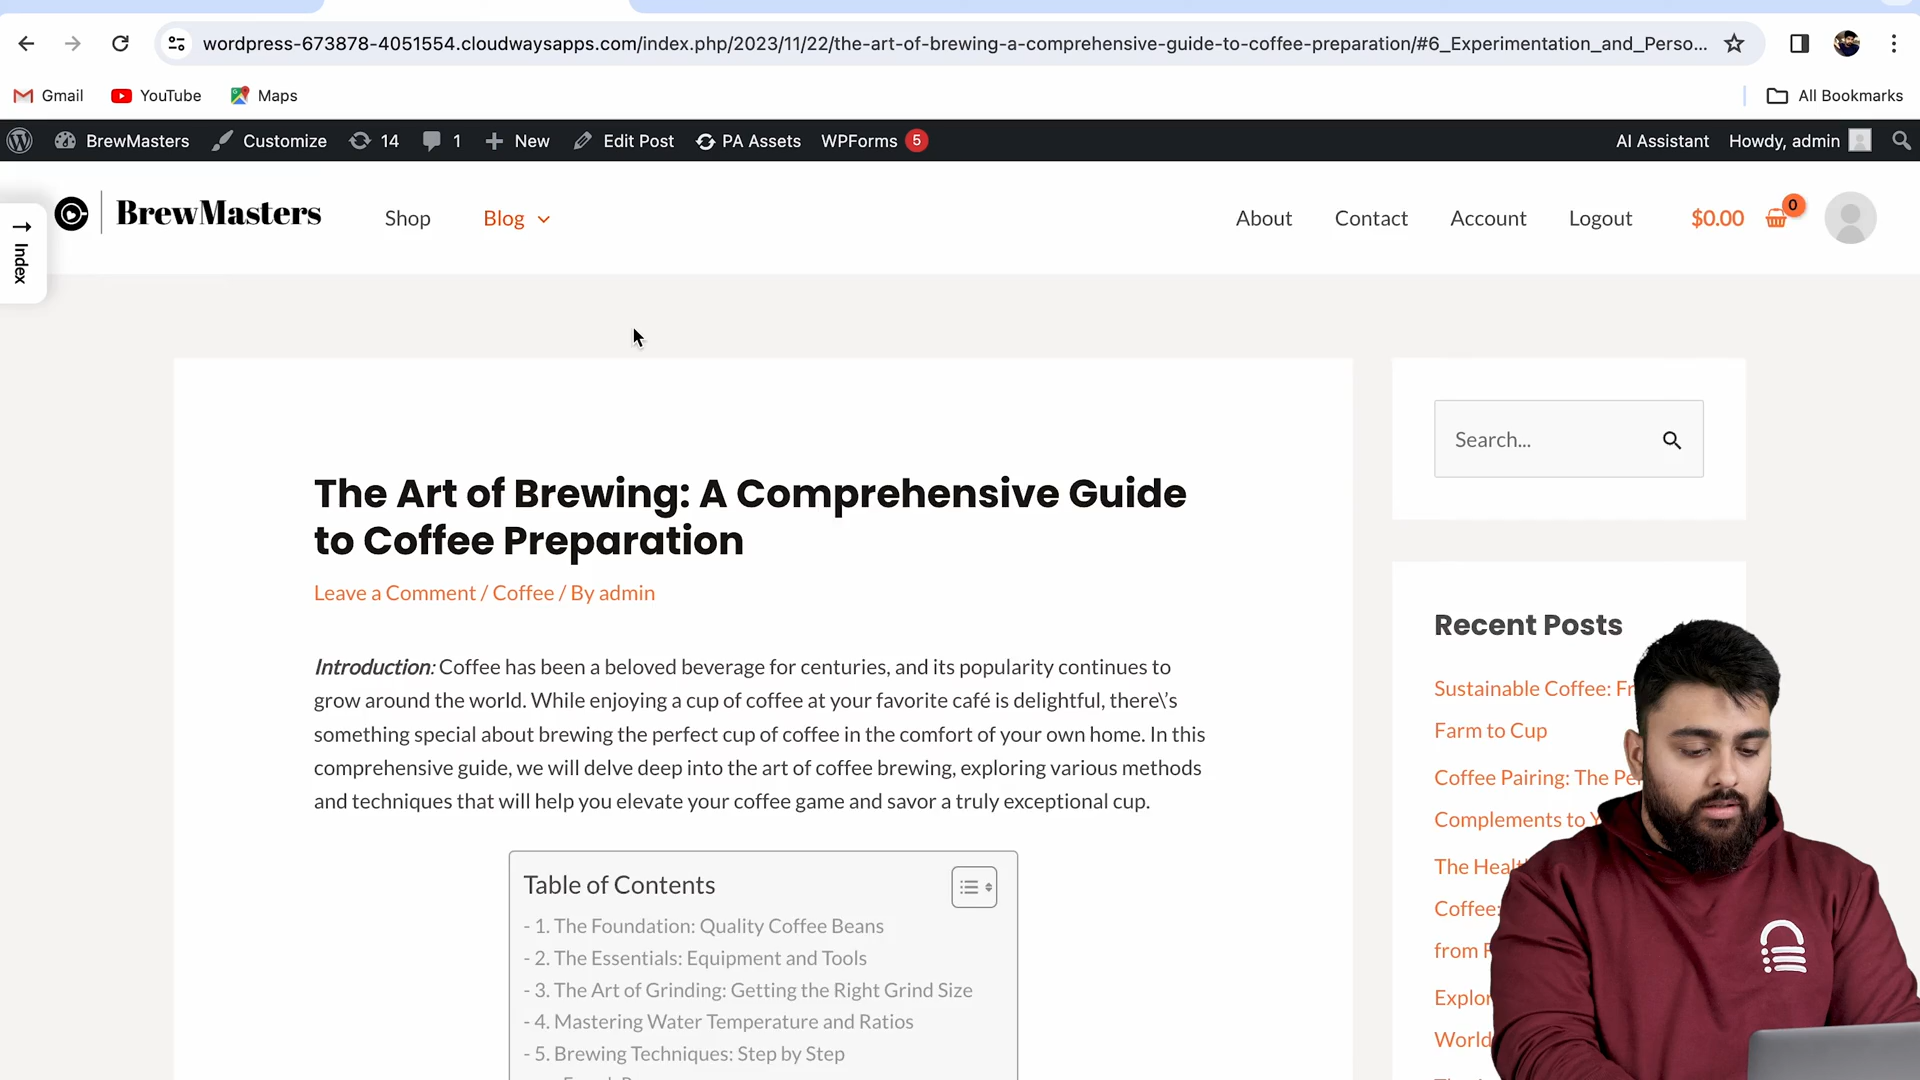 wordpress-673878-4051554.cloudwaysapps.com/index.php/2023/11/22/the-art-of-brewing-a-comprehensive-guide-to-coffee-preparation/#6_Experimentation_and_Perso...
Gmail YouTube Maps All Bookmarks
BrewMasters Customize 14 1 New Edit Post PA Assets WPForms 5 AI Assistant Howdy, admin
Index
BrewMasters Shop Blog About Contact Account Logout $0.00 0
Search...
The Art of Brewing: A Comprehensive Guide
to Coffee Preparation
Leave a Comment / Coffee / By admin
Introduction: Coffee has been a beloved beverage for centuries, and its popularity continues to
grow around the world. While enjoying a cup of coffee at your favorite café is delightful, there\'s
something special about brewing the perfect cup of coffee in the comfort of your own home. In this
comprehensive guide, we will delve deep into the art of coffee brewing, exploring various methods
and techniques that will help you elevate your coffee game and savor a truly exceptional cup.
Table of Contents
- 1. The Foundation: Quality Coffee Beans
- 2. The Essentials: Equipment and Tools
- 3. The Art of Grinding: Getting the Right Grind Size
- 4. Mastering Water Temperature and Ratios
- 5. Brewing Techniques: Step by Step
Recent Posts
Sustainable Coffee:
Farm to Cup
Coffee Pairing: The
Complements to
The
Coffee:
from
World